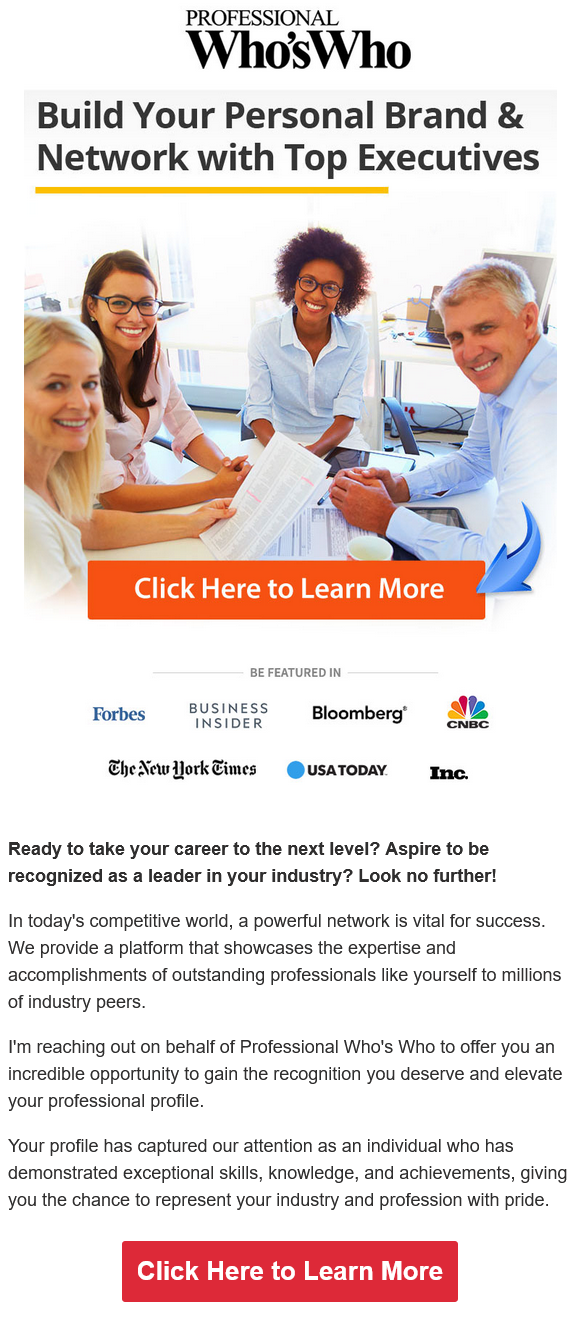 PROFESSIONAL
Who'sWho
Build Your Personal Brand &
Network with Top Executives
Click Here to Learn More
BE FEATURED IN
Forbes
BUSINESS
INSIDER
Bloomberg®
CNBC
The New York Times
USA TODAY
Inc.
Ready to take your career to the next level? Aspire to be
recognized as a leader in your industry? Look no further!
In today's competitive world, a powerful network is vital for success.
We provide a platform that showcases the expertise and
accomplishments of outstanding professionals like yourself to millions
of industry peers.
I'm reaching out on behalf of Professional Who's Who to offer you an
incredible opportunity to gain the recognition you deserve and elevate
your professional profile.
Your profile has captured our attention as an individual who has
demonstrated exceptional skills, knowledge, and achievements, giving
you the chance to represent your industry and profession with pride.
Click Here to Learn More